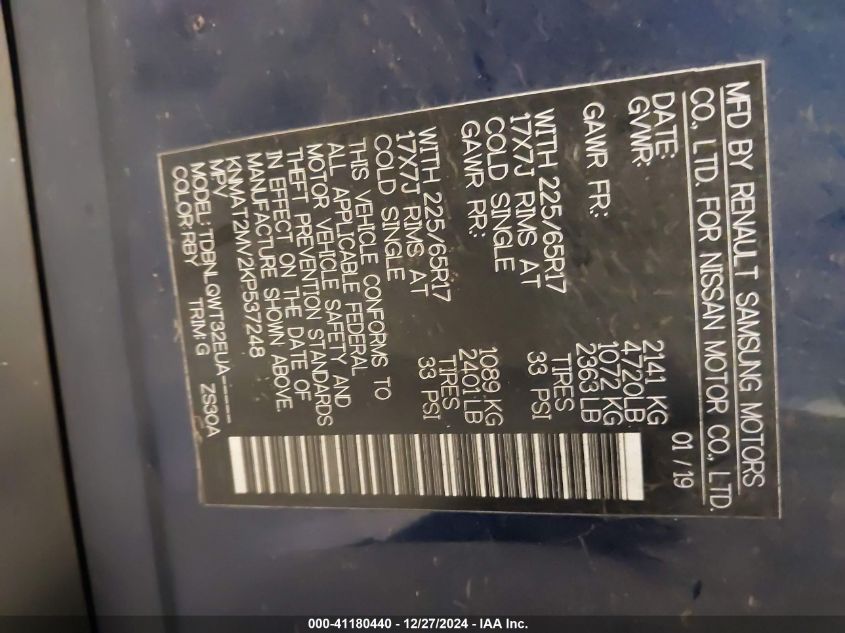 MFD BY RENAULT SAMSUNG MOTORS
CO., LTD. FOR NISSAN MOTOR CO., LTD.
DATE: 01/19
GVWR: 2141 KG
4720LB
GAWR FR: 1072 KG
2363 LB
WITH 225/65R17 TIRES
17X7J RIMS AT 33 PSI
COLD SINGLE
GAWR RR: 1089 KG
2401 LB
WITH 225/65R17 TIRES
17X7J RIMS AT 33 PSI
COLD SINGLE
THIS VEHICLE CONFORMS TO
ALL APPLICABLE FEDERAL
MOTOR VEHICLE SAFETY AND
THEFT PREVENTION STANDARDS
IN EFFECT ON THE DATE OF
MANUFACTURE SHOWN ABOVE.
KNMAT2MV2KP537248
MPV
MODEL: TDBNLQWT32EUA-----
COLOR: RBY TRIM: G ZS30A
000-41180440 - 12/27/2024 - IAA Inc.